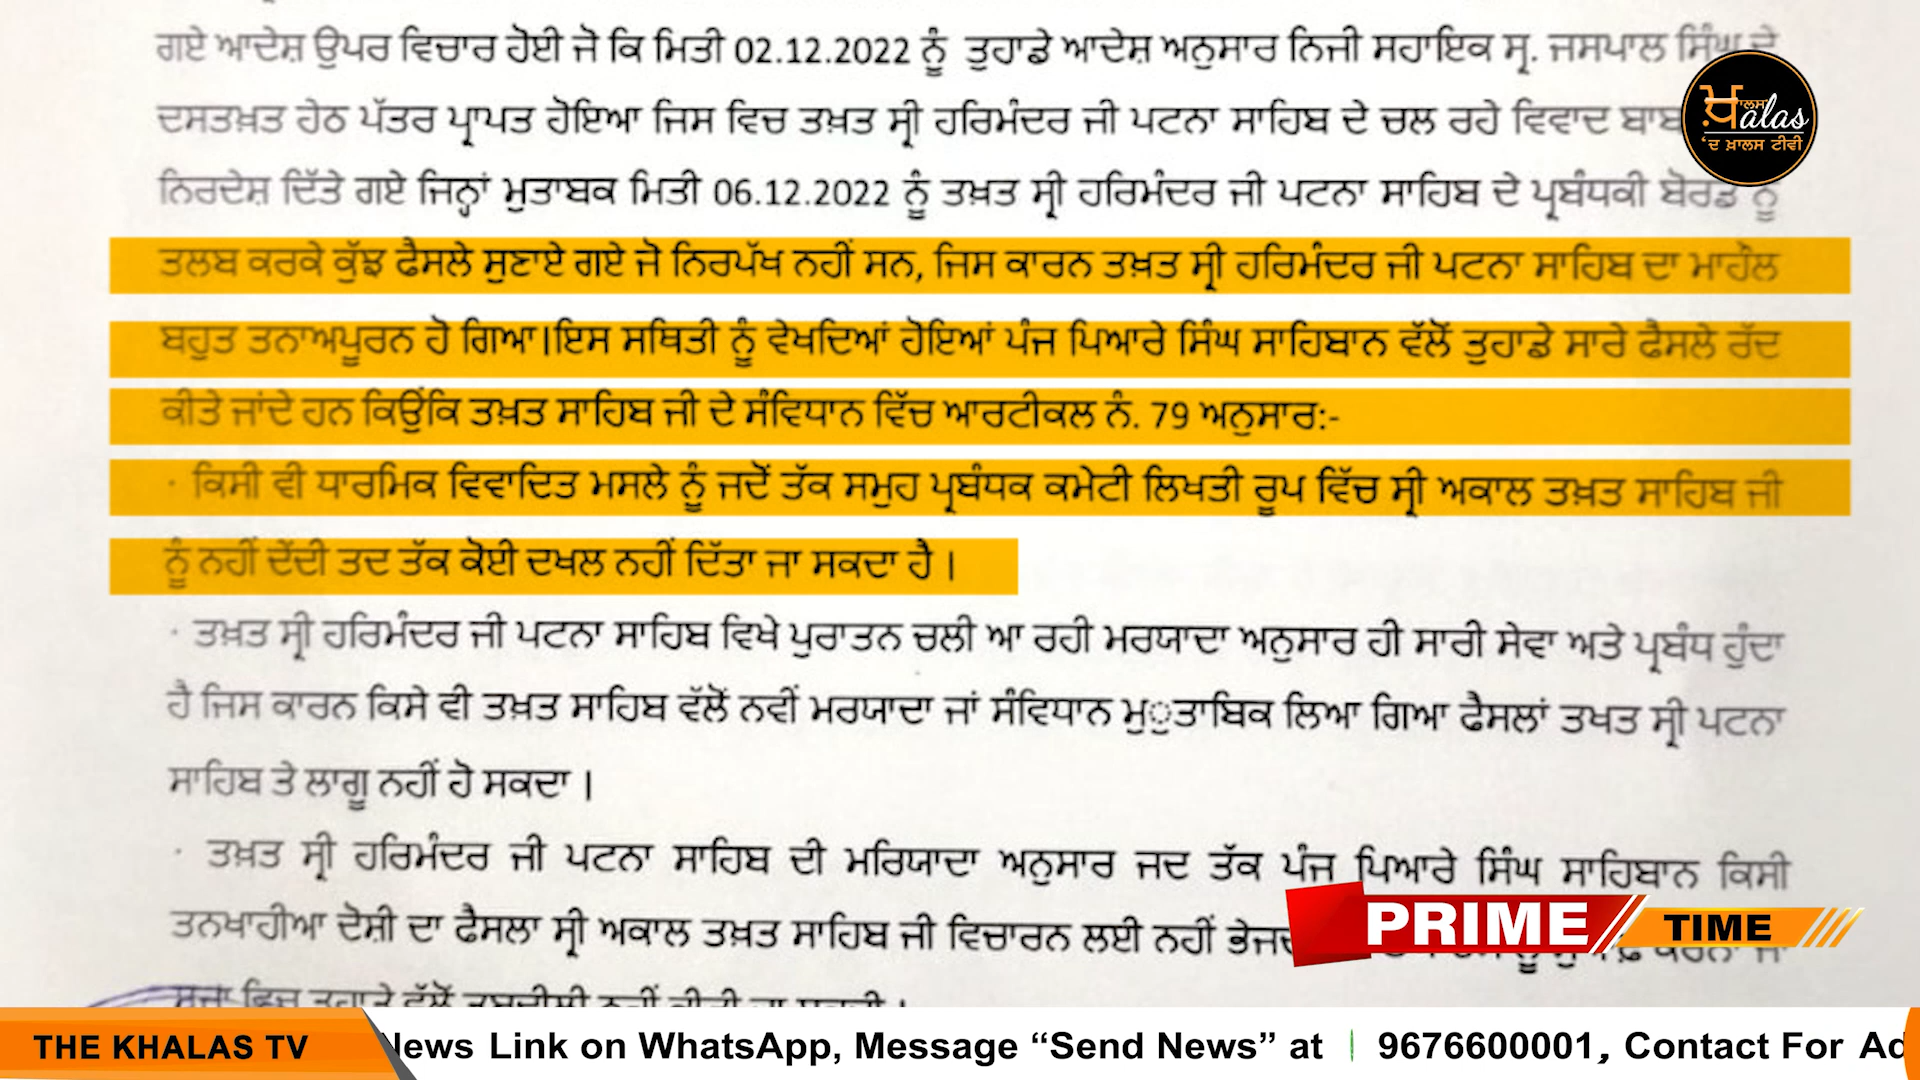 ਗਏ ਆਦੇਸ਼ ਉਪਰ ਵਿਚਾਰ ਹੋਈ ਜੋ ਕਿ ਮਿਤੀ 02.12.2022 ਨੂੰ ਤੁਹਾਡੇ ਆਦੇਸ਼ ਅਨੁਸਾਰ ਨਿਜੀ ਸਹਾਇਕ ਸ੍ਰ. ਜਸਪਾਲ ਸਿੰਘ ਦੇ
ਦਸਤਖ਼ਤ ਹੇਠ ਪੱਤਰ ਪ੍ਰਾਪਤ ਹੋਇਆ ਜਿਸ ਵਿਚ ਤਖ਼ਤ ਸ੍ਰੀ ਹਰਿਮੰਦਰ ਜੀ ਪਟਨਾ ਸਾਹਿਬ ਦੇ ਚਲ ਰਹੇ ਵਿਵਾਦ
ਨਿਰਦੇਸ਼ ਦਿੱਤੇ ਗਏ ਜਿਨ੍ਹਾਂ ਮੁਤਾਬਕ ਮਿਤੀ 06.12.2022 ਨੂੰ ਤਖ਼ਤ ਸ੍ਰੀ ਹਰਿਮੰਦਰ ਜੀ ਪਟਨਾ ਸਾਹਿਬ ਦੇ ਪ੍ਰਬੰਧਕੀ ਬੋਰਡ ਨੂੰ
ਤਲਬ ਕਰਕੇ ਕੁੱਝ ਫੈਸਲੇ ਸੁਣਾਏ ਗਏ ਜੋ ਨਿਰਪੱਖ ਨਹੀਂ ਸਨ, ਜਿਸ ਕਾਰਨ ਤਖ਼ਤ ਸ੍ਰੀ ਹਰਿਮੰਦਰ ਜੀ ਪਟਨਾ ਸਾਹਿਬ ਦਾ ਮਾਹੌਲ
ਬਹੁਤ ਤਨਾਅਪੂਰਨ ਹੋ ਗਿਆ।ਇਸ ਸਥਿਤੀ ਨੂੰ ਵੇਖਦਿਆਂ ਹੋਇਆਂ ਪੰਜ ਪਿਆਰੇ ਸਿੰਘ ਸਾਹਿਬਾਨ ਵੱਲੋਂ ਤੁਹਾਡੇ ਸਾਰੇ ਫੈਸਲੇ ਰੱਦ
ਕੀਤੇ ਜਾਂਦੇ ਹਨ ਕਿਉਂਕਿ ਤਖ਼ਤ ਸਾਹਿਬ ਜੀ ਦੇ ਸੰਵਿਧਾਨ ਵਿੱਚ ਆਰਟੀਕਲ ਨੰ. 79 ਅਨੁਸਾਰ:-
· ਕਿਸੀ ਵੀ ਧਾਰਮਿਕ ਵਿਵਾਦਿਤ ਮਸਲੇ ਨੂੰ ਜਦੋਂ ਤੱਕ ਸਮੂਹ ਪ੍ਰਬੰਧਕ ਕਮੇਟੀ ਲਿਖਤੀ ਰੂਪ ਵਿੱਚ ਸ੍ਰੀ ਅਕਾਲ ਤਖ਼ਤ ਸਾਹਿਬ ਜੀ
ਨੂੰ ਨਹੀਂ ਦੇਂਦੀ ਤਦ ਤੱਕ ਕੋਈ ਦਖਲ ਨਹੀਂ ਦਿੱਤਾ ਜਾ ਸਕਦਾ ਹੈ ।
· ਤਖ਼ਤ ਸ੍ਰੀ ਹਰਿਮੰਦਰ ਜੀ ਪਟਨਾ ਸਾਹਿਬ ਵਿਖੇ ਪੁਰਾਤਨ ਚਲੀ ਆ ਰਹੀ ਮਰਯਾਦਾ ਅਨੁਸਾਰ ਹੀ ਸਾਰੀ ਸੇਵਾ ਅਤੇ ਪ੍ਰਬੰਧ ਹੁੰਦਾ
ਹੈ ਜਿਸ ਕਾਰਨ ਕਿਸੇ ਵੀ ਤਖ਼ਤ ਸਾਹਿਬ ਵੱਲੋਂ ਨਵੀਂ ਮਰਯਾਦਾ ਜਾਂ ਸੰਵਿਧਾਨ ਮੁੁਤਾਬਿਕ ਲਿਆ ਗਿਆ ਫੈਸਲਾਂ ਤਖਤ ਸ੍ਰੀ ਪਟਨਾ
ਸਾਹਿਬ ਤੇ ਲਾਗੂ ਨਹੀਂ ਹੋ ਸਕਦਾ ।
· ਤਖ਼ਤ ਸ੍ਰੀ ਹਰਿਮੰਦਰ ਜੀ ਪਟਨਾ ਸਾਹਿਬ ਦੀ ਮਰਿਯਾਦਾ ਅਨੁਸਾਰ ਜਦ ਤੱਕ ਪੰਜ ਪਿਆਰੇ ਸਿੰਘ ਸਾਹਿਬਾਨ ਕਿਸੀ
ਤਨਖਾਹੀਆ ਦੋਸ਼ੀ ਦਾ ਫੈਸਲਾ ਸ੍ਰੀ ਅਕਾਲ ਤਖ਼ਤ ਸਾਹਿਬ ਜੀ ਵਿਚਾਰਨ ਲਈ ਨਹੀਂ
ਖ਼ਾਲਸ
alas
'ਦ ਖ਼ਾਲਸ ਟੀਵੀ
PRIME TIME
THE KHALAS TV
News Link on WhatsApp, Message “Send News” at 9676600001, Contact For